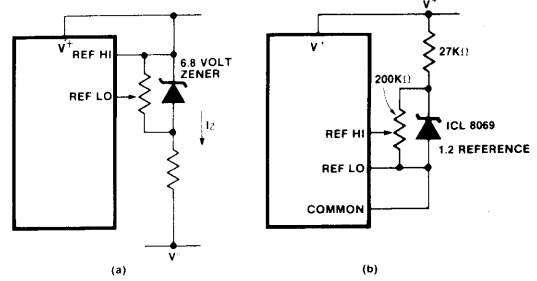 V+
REF HI
6.8 VOLT
ZENER
REF LO
IZ
V-
(a)
V+
V+
27KΩ
200KΩ
ICL 8069
REF HI
1.2 REFERENCE
REF LO
COMMON
(b)